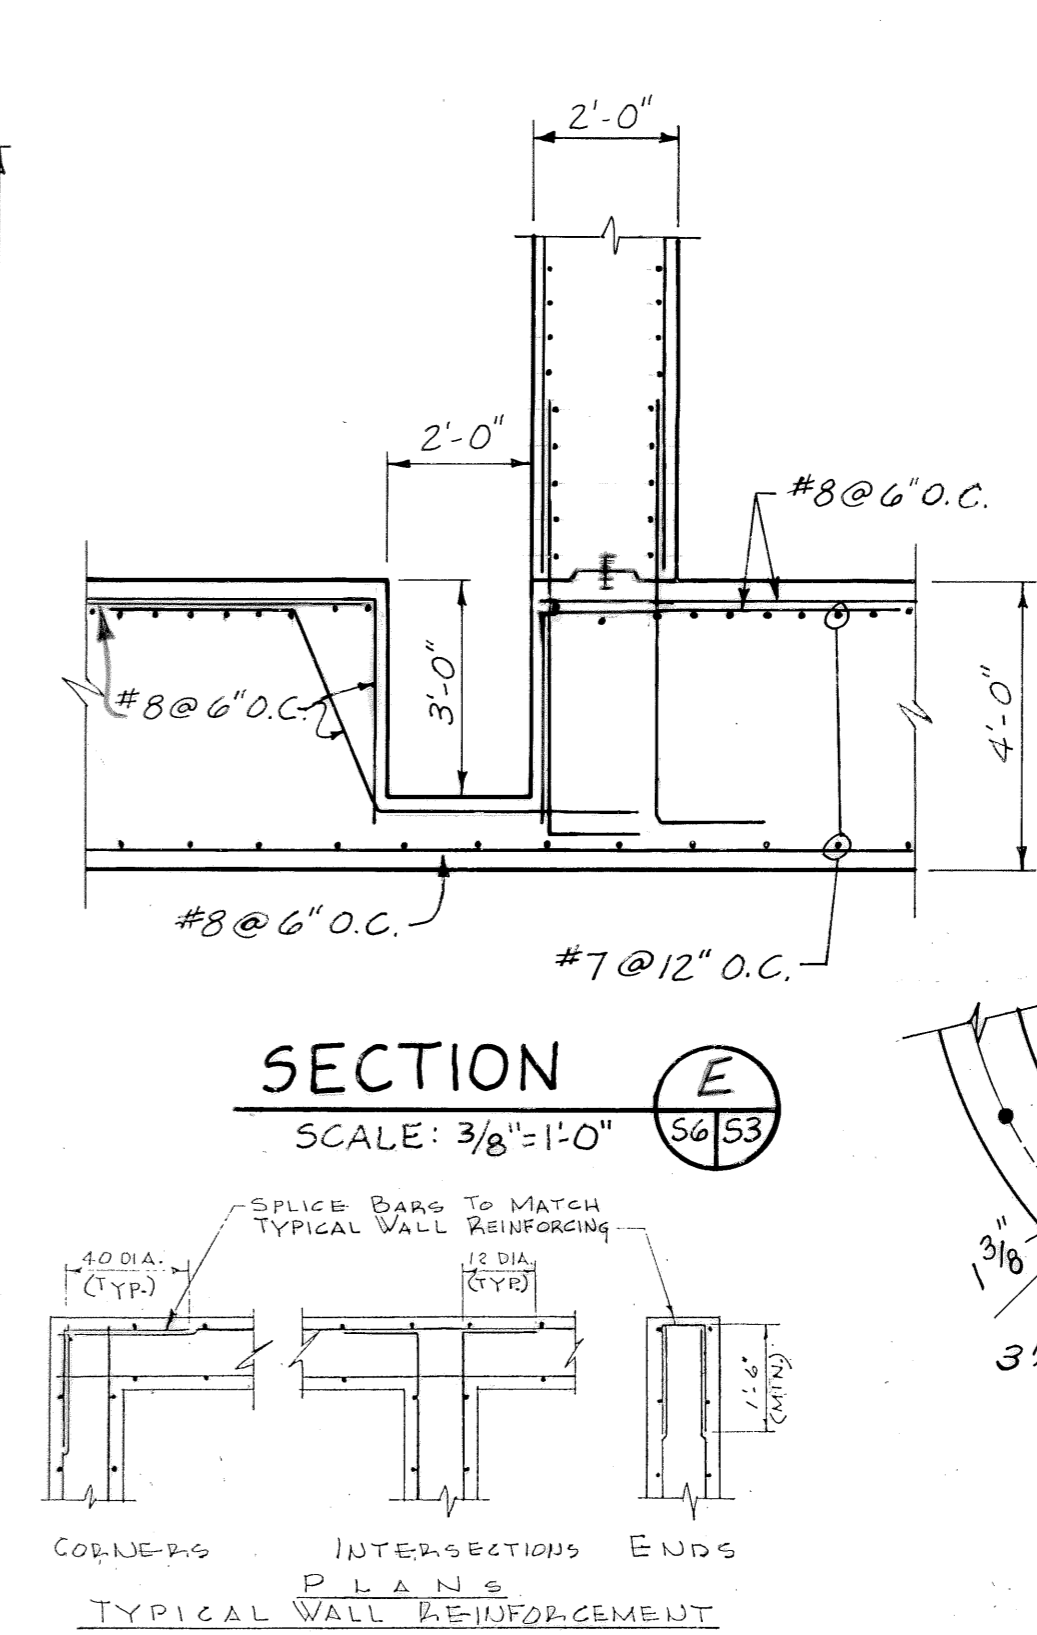 2'-0"
2'-0"
#8@6"O.C.
#8@6"O.C.
3'-0"
4'-0"
#8@6"O.C.
#7@12"O.C.
SECTION
E
SCALE: 3/8"=1'-0"
S6 S3
SPLICE BARS TO MATCH
TYPICAL WALL REINFORCING
40 DIA.
(TYP.)
12 DIA.
(TYP.)
1'-6"
(MIN.)
1 3/8"
CORNERS
INTERSECTIONS
ENDS
PLANS
TYPICAL WALL REINFORCEMENT